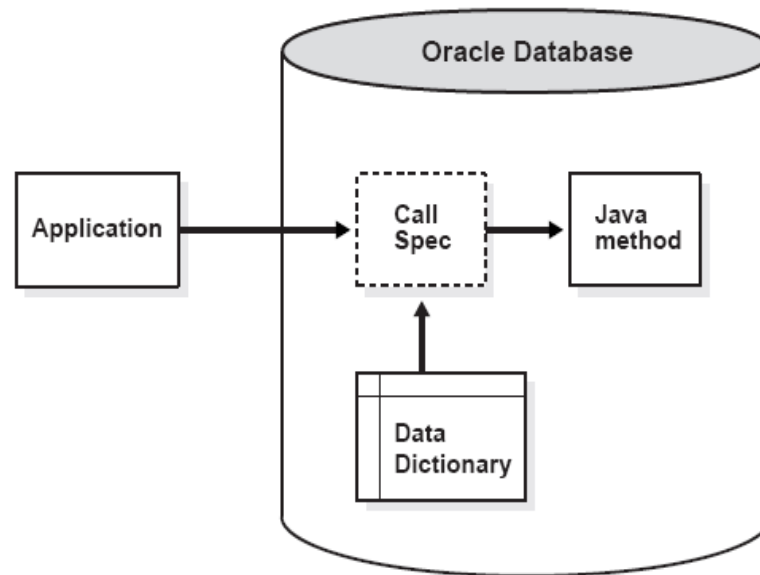 Oracle Database
Application
Call
Spec
Java
method
Data
Dictionary